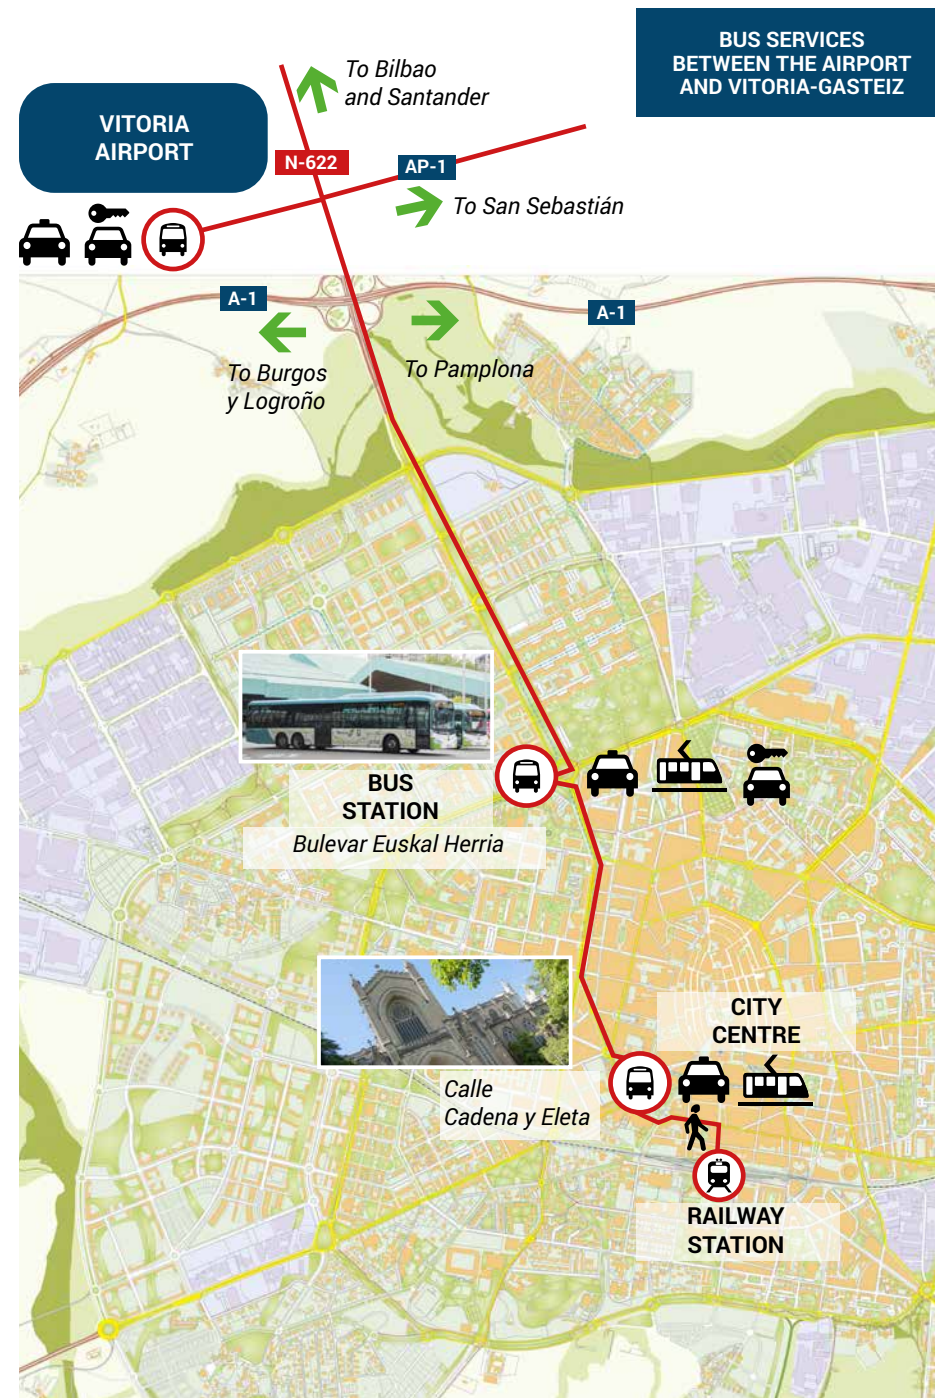 BUS SERVICES
BETWEEN THE AIRPORT
AND VITORIA-GASTEIZ
To Bilbao
and Santander
VITORIA
AIRPORT
N-622
AP-1
To San Sebastián
A-1
A-1
To Burgos
y Logroño
To Pamplona
BUS
STATION
Bulevar Euskal Herria
CITY
CENTRE
Calle
Cadena y Eleta
RAILWAY
STATION